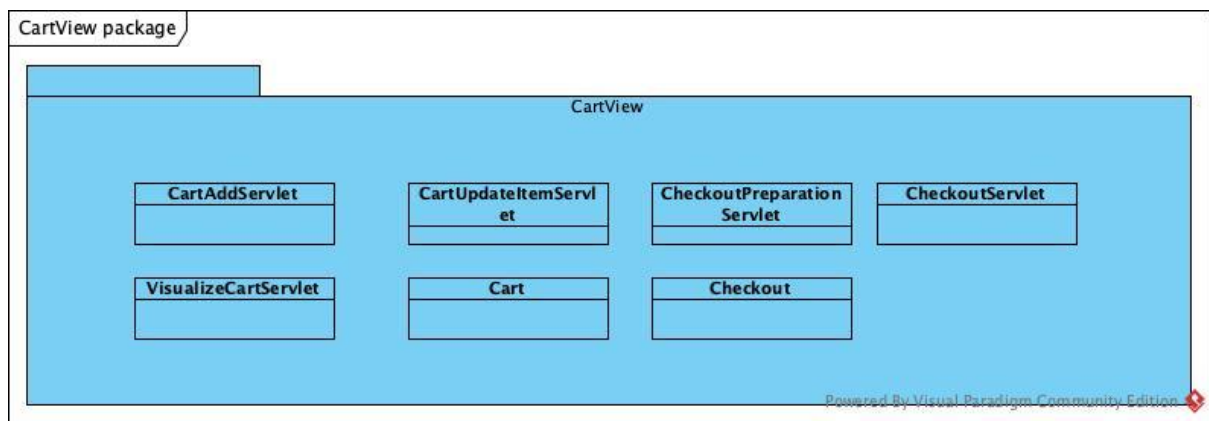 CartView package
CartView
CartAddServlet
CartUpdateItemServl
et
CheckoutPreparation
Servlet
CheckoutServlet
VisualizeCartServlet
Cart
Checkout
Powered By Visual Paradigm Community Edition